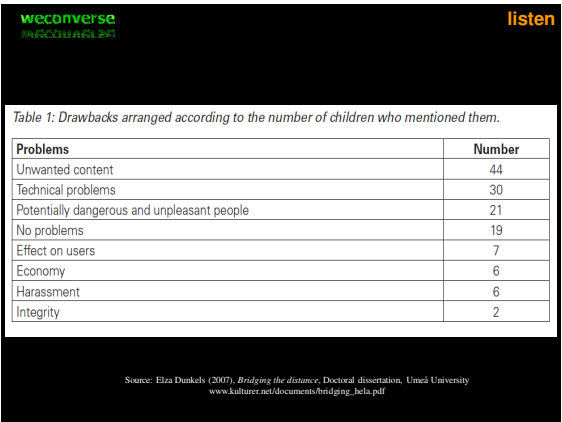 weconverse
listen
Table 1: Drawbacks arranged according to the number of children who mentioned them.
Problems Number
Unwanted content 44
Technical problems 30
Potentially dangerous and unpleasant people 21
No problems 19
Effect on users 7
Economy 6
Harassment 6
Integrity 2
Source: Elza Dunkels (2007), Bridging the distance, Doctoral dissertation, Umeå University
www.kulturer.net/documents/bridging_hela.pdf